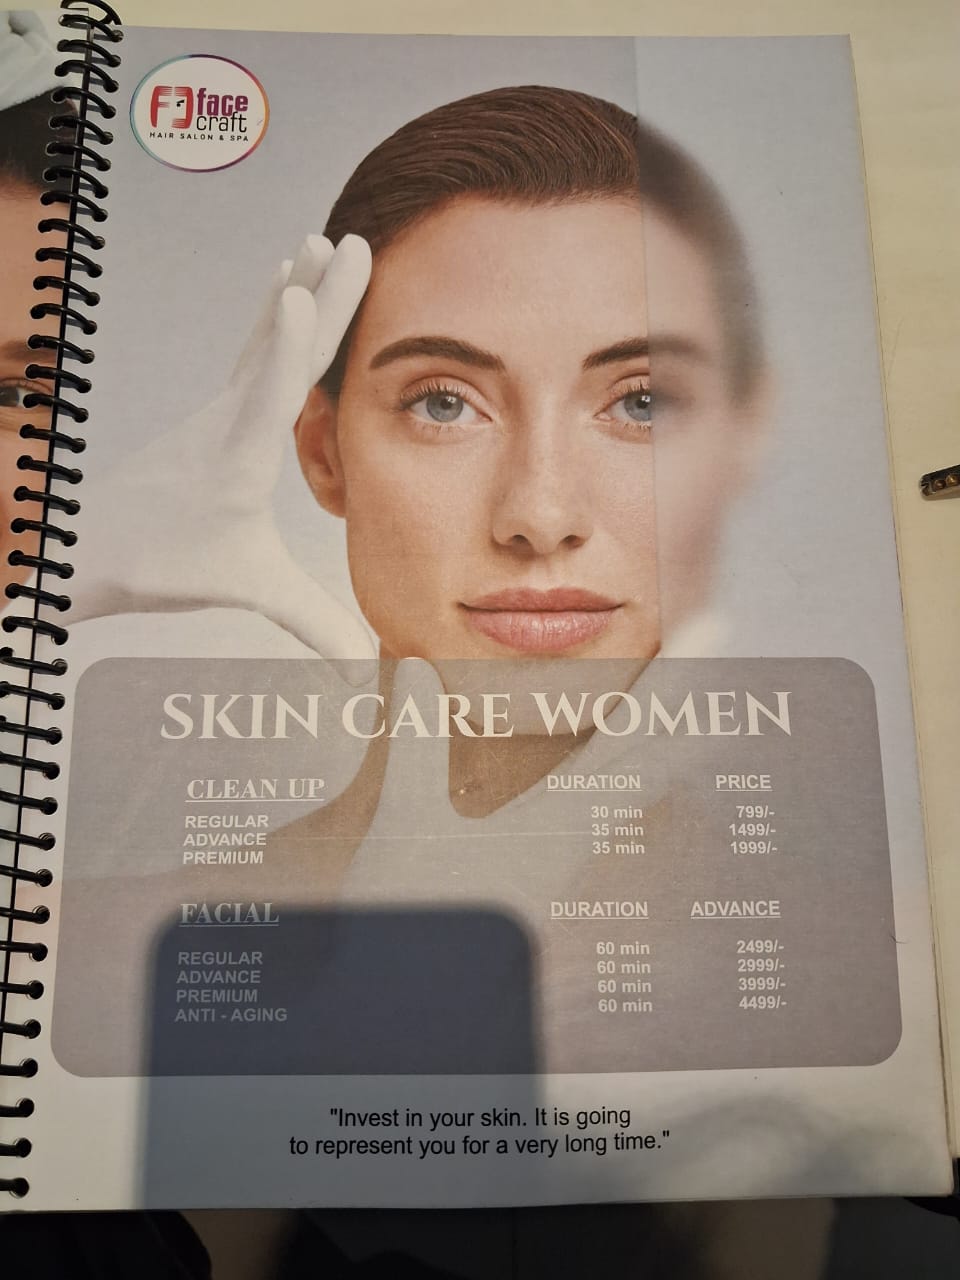 face
craft
HAIR SALON & SPA
SKIN CARE WOMEN
CLEAN UP DURATION PRICE
REGULAR 30 min 799/-
ADVANCE 35 min 1499/-
PREMIUM 35 min 1999/-
FACIAL DURATION ADVANCE
REGULAR 60 min 2499/-
ADVANCE 60 min 2999/-
PREMIUM 60 min 3999/-
ANTI - AGING 60 min 4499/-
"Invest in your skin. It is going
to represent you for a very long time."